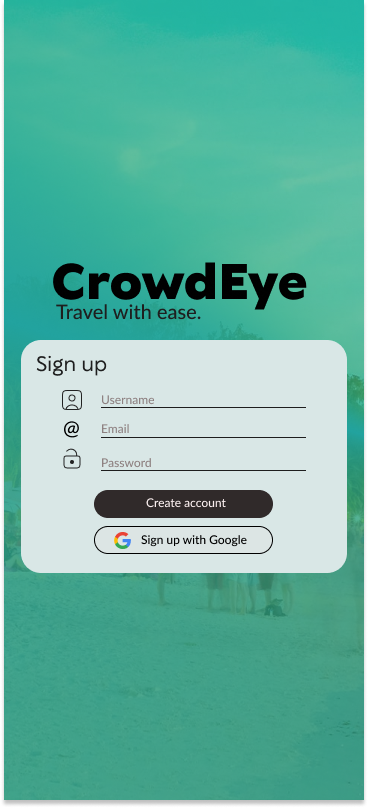 CrowdEye
Travel with ease.
Sign up
Username
@ Email
Password
Create account
Sign up with Google